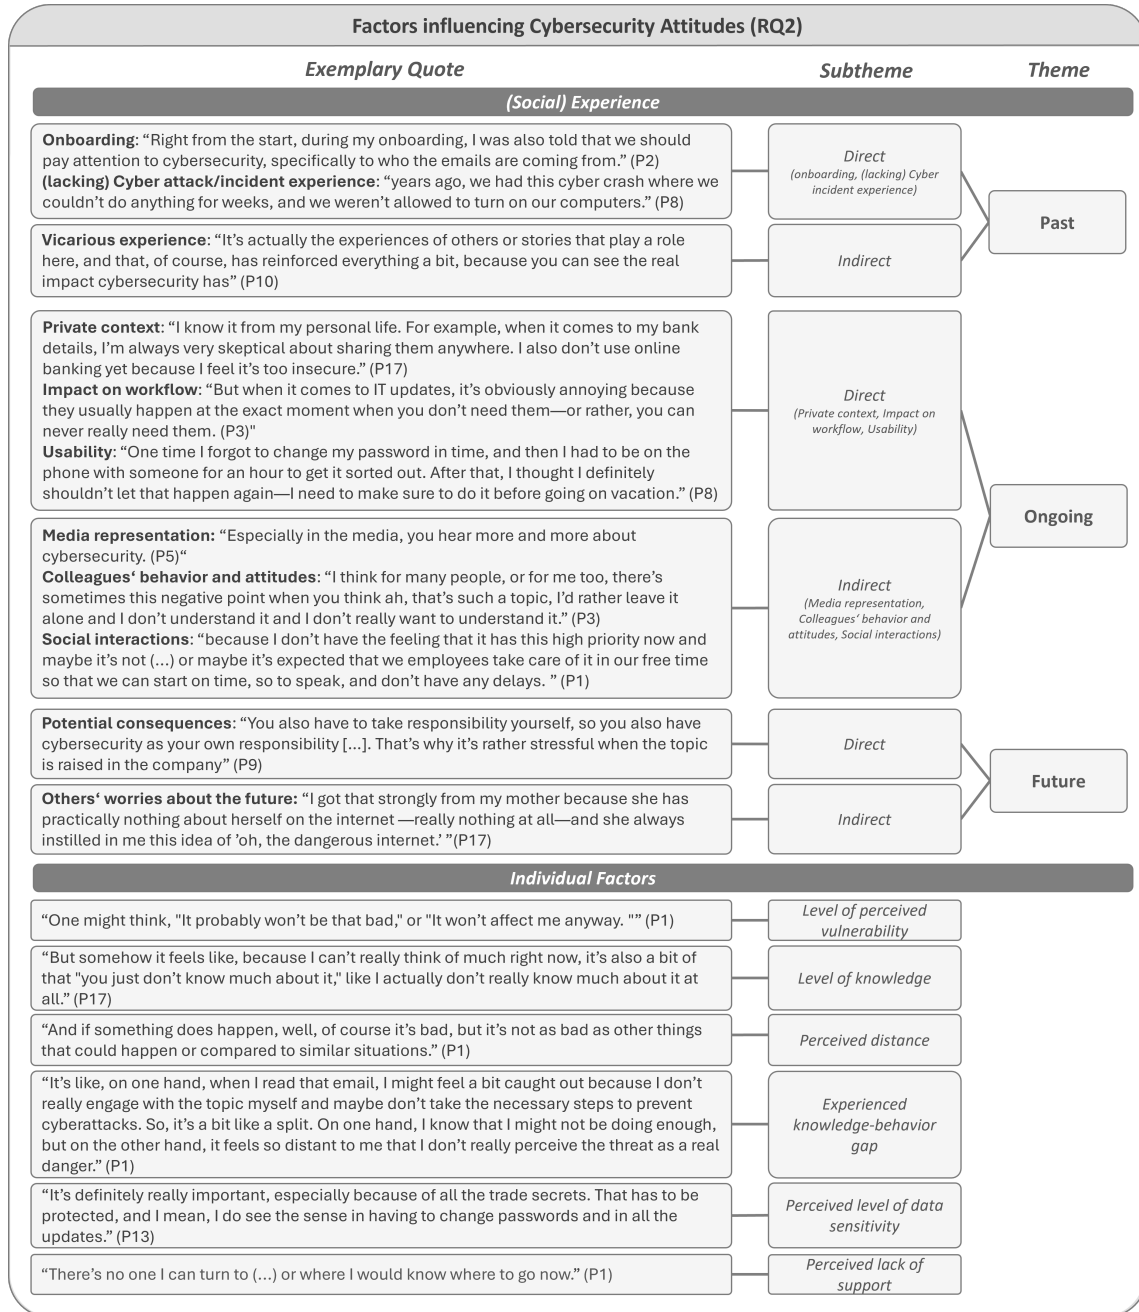 Factors influencing Cybersecurity Attitudes (RQ2)
Exemplary Quote
Subtheme
Theme
(Social) Experience
Onboarding: “Right from the start, during my onboarding, I was also told that we should
pay attention to cybersecurity, specifically to who the emails are coming from.” (P2)
(lacking) Cyber attack/incident experience: “years ago, we had this cyber crash where we
couldn’t do anything for weeks, and we weren’t allowed to turn on our computers.” (P8)
Direct
(onboarding, (lacking) Cyber
incident experience)
Past
Vicarious experience: “It’s actually the experiences of others or stories that play a role
here, and that, of course, has reinforced everything a bit, because you can see the real
impact cybersecurity has” (P10)
Indirect
Private context: “I know it from my personal life. For example, when it comes to my bank
details, I’m always very skeptical about sharing them anywhere. I also don’t use online
banking yet because I feel it’s too insecure.” (P17)
Impact on workflow: “But when it comes to IT updates, it’s obviously annoying because
they usually happen at the exact moment when you don’t need them—or rather, you can
never really need them. (P3)"
Usability: “One time I forgot to change my password in time, and then I had to be on the
phone with someone for an hour to get it sorted out. After that, I thought I definitely
shouldn’t let that happen again—I need to make sure to do it before going on vacation.” (P8)
Direct
(Private context, Impact on
workflow, Usability)
Ongoing
Media representation: “Especially in the media, you hear more and more about
cybersecurity. (P5)“
Colleagues‘ behavior and attitudes: “I think for many people, or for me too, there’s
sometimes this negative point when you think ah, that’s such a topic, I’d rather leave it
alone and I don’t understand it and I don’t really want to understand it.” (P3)
Social interactions: “because I don’t have the feeling that it has this high priority now and
maybe it’s not (...) or maybe it’s expected that we employees take care of it in our free time
so that we can start on time, so to speak, and don’t have any delays. ” (P1)
Indirect
(Media representation,
Colleagues‘ behavior and
attitudes, Social interactions)
Potential consequences: “You also have to take responsibility yourself, so you also have
cybersecurity as your own responsibility [...]. That’s why it’s rather stressful when the topic
is raised in the company” (P9)
Direct
Future
Others‘ worries about the future: “I got that strongly from my mother because she has
practically nothing about herself on the internet —really nothing at all—and she always
instilled in me this idea of ’oh, the dangerous internet.’ ”(P17)
Indirect
Individual Factors
“One might think, "It probably won’t be that bad," or "It won’t affect me anyway. "” (P1)
Level of perceived
vulnerability
“But somehow it feels like, because I can’t really think of much right now, it’s also a bit of
that "you just don’t know much about it," like I actually don’t really know much about it at
all.” (P17)
Level of knowledge
“And if something does happen, well, of course it’s bad, but it’s not as bad as other things
that could happen or compared to similar situations.” (P1)
Perceived distance
“It’s like, on one hand, when I read that email, I might feel a bit caught out because I don’t
really engage with the topic myself and maybe don’t take the necessary steps to prevent
cyberattacks. So, it’s a bit like a split. On one hand, I know that I might not be doing enough,
but on the other hand, it feels so distant to me that I don’t really perceive the threat as a real
danger.” (P1)
Experienced
knowledge-behavior
gap
“It’s definitely really important, especially because of all the trade secrets. That has to be
protected, and I mean, I do see the sense in having to change passwords and in all the
updates.” (P13)
Perceived level of data
sensitivity
“There’s no one I can turn to (...) or where I would know where to go now.” (P1)
Perceived lack of
support